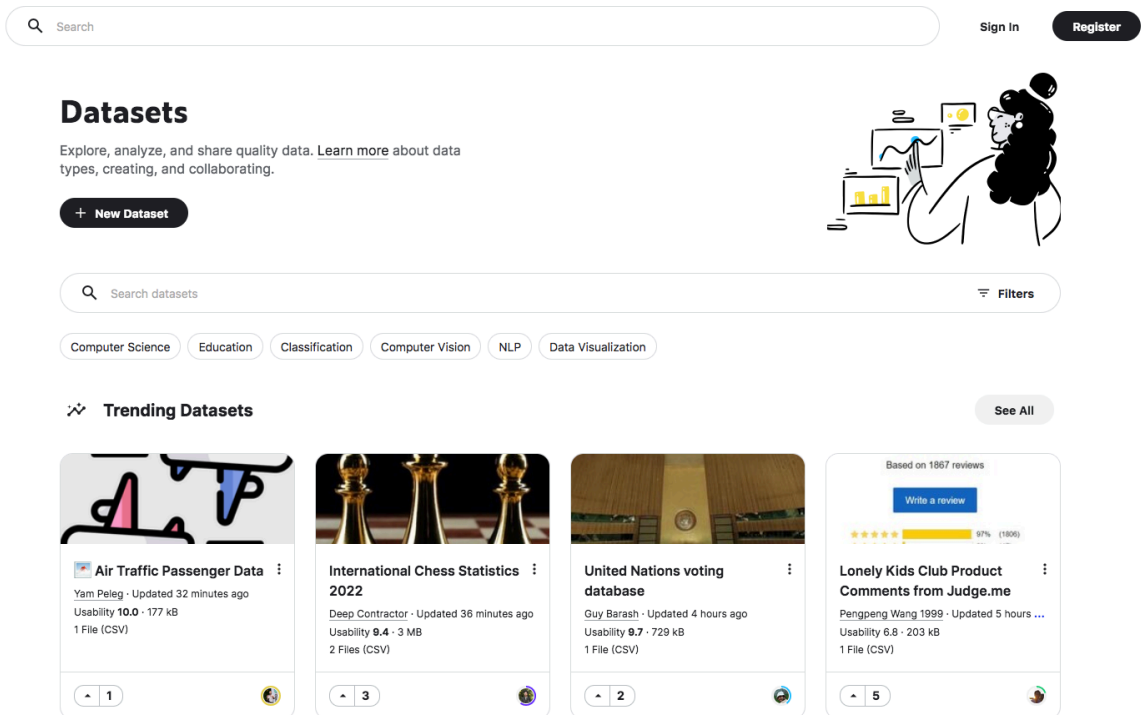 Search
Sign In
Register
Datasets
Explore, analyze, and share quality data. Learn more about data
types, creating, and collaborating.
+ New Dataset
Search datasets
Filters
Computer Science
Education
Classification
Computer Vision
NLP
Data Visualization
Trending Datasets
See All
Based on 1867 reviews
Write a review
97% (1806)
Air Traffic Passenger Data
Yam Peleg · Updated 32 minutes ago
Usability 10.0 · 177 kB
1 File (CSV)
1
International Chess Statistics
2022
Deep Contractor · Updated 36 minutes ago
Usability 9.4 · 3 MB
2 Files (CSV)
3
United Nations voting
database
Guy Barash · Updated 4 hours ago
Usability 9.7 · 729 kB
1 File (CSV)
2
Lonely Kids Club Product
Comments from Judge.me
Pengpeng Wang 1999 · Updated 5 hours ...
Usability 6.8 · 203 kB
1 File (CSV)
5